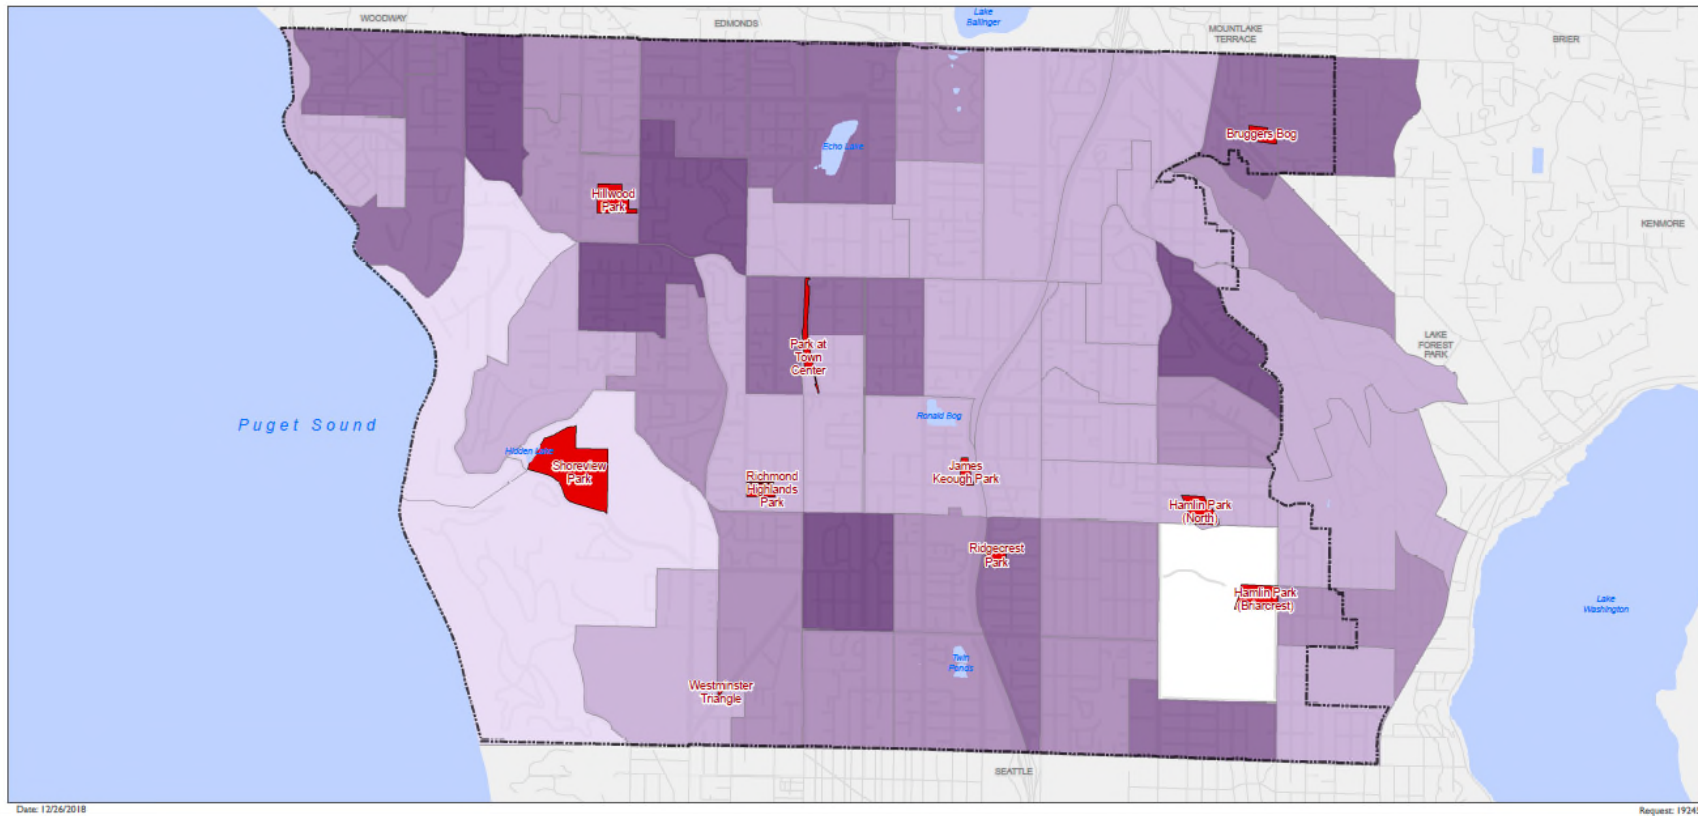 WOODWAY
EDMONDS
Lake
Ballinger
MOUNTLAKE
TERRACE
BRIER
Echo Lake
Bruggers Bog
Hillwood
Park
KENMORE
LAKE
FOREST
PARK
Park at
Town
Center
Puget Sound
Ronald Bog
Hidden Lake
Shoreview
Park
Richmond
Highlands
Park
James
Keough Park
Hamlin Park
(North)
Ridgecrest
Park
Hamlin Park
(Briarcrest)
Lake
Washington
Twin
Ponds
Westminster
Triangle
SEATTLE
Date: 12/26/2018